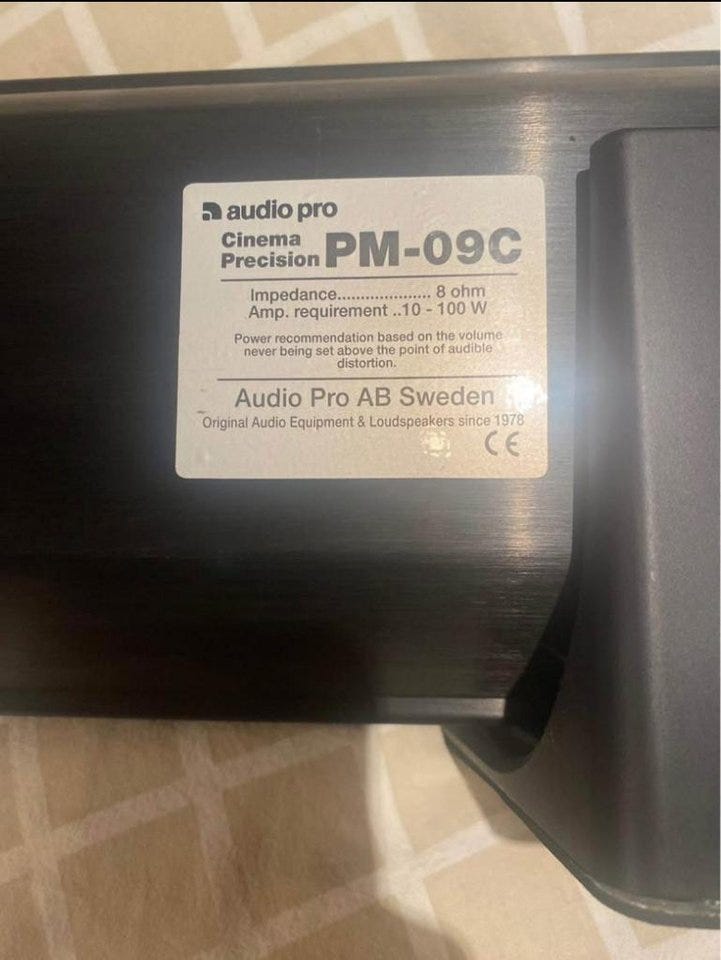 audio pro
Cinema
Precision PM-09C
Impedance.................... 8 ohm
Amp. requirement ..10 - 100 W
Power recommendation based on the volume
never being set above the point of audible
distortion.
Audio Pro AB Sweden
Original Audio Equipment & Loudspeakers since 1978
CE